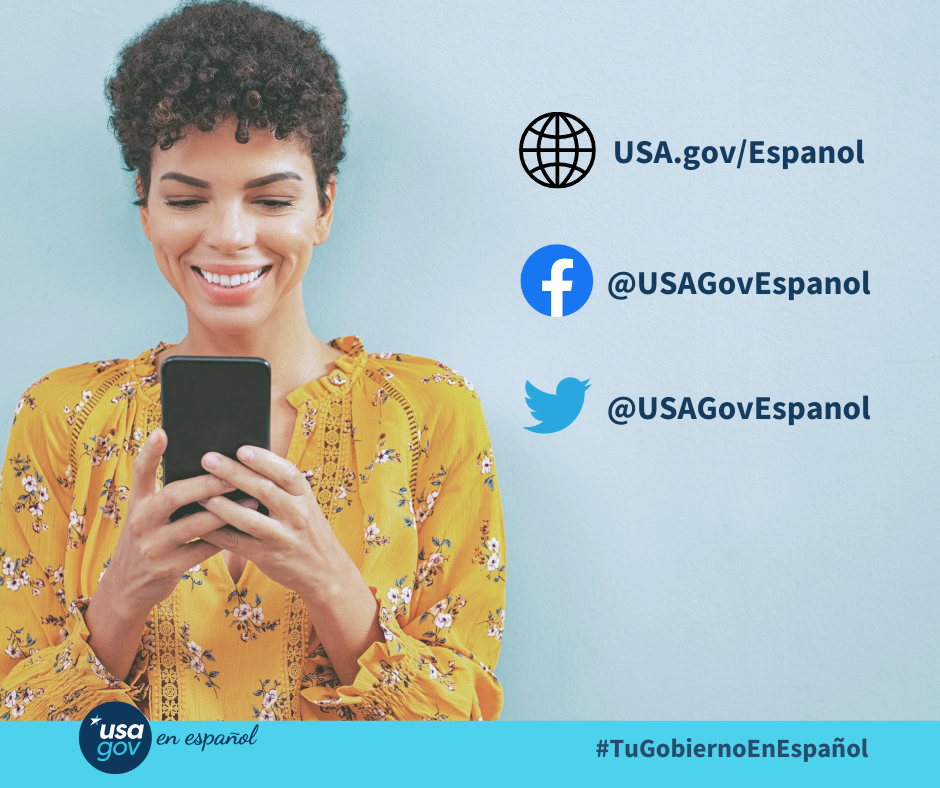 USA.gov/Espanol
@USAGovEspanol
@USAGovEspanol
usa
gov
en español
#TuGobiernoEnEspañol